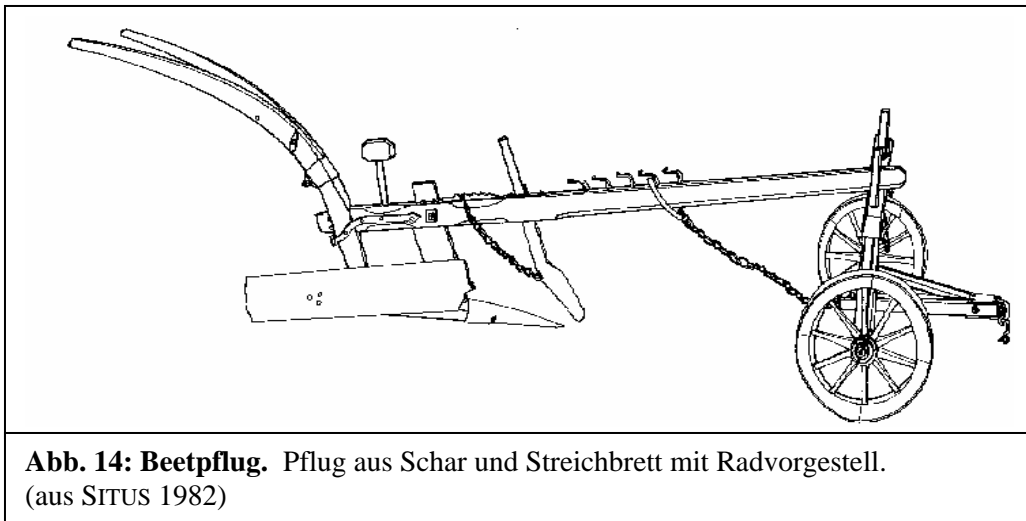 Abb. 14: Beetpflug. Pflug aus Schar und Streichbrett mit Radvorgestell.
(aus SITUS 1982)